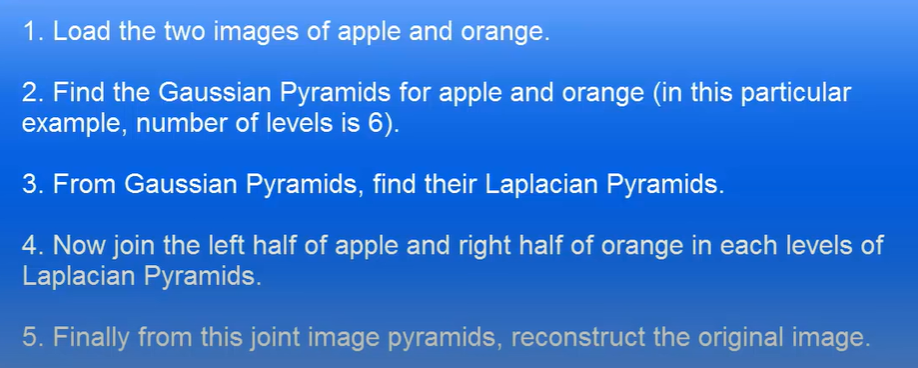 1. Load the two images of apple and orange.
2. Find the Gaussian Pyramids for apple and orange (in this particular
example, number of levels is 6).
3. From Gaussian Pyramids, find their Laplacian Pyramids.
4. Now join the left half of apple and right half of orange in each levels of
Laplacian Pyramids.
5. Finally from this joint image pyramids, reconstruct the original image.